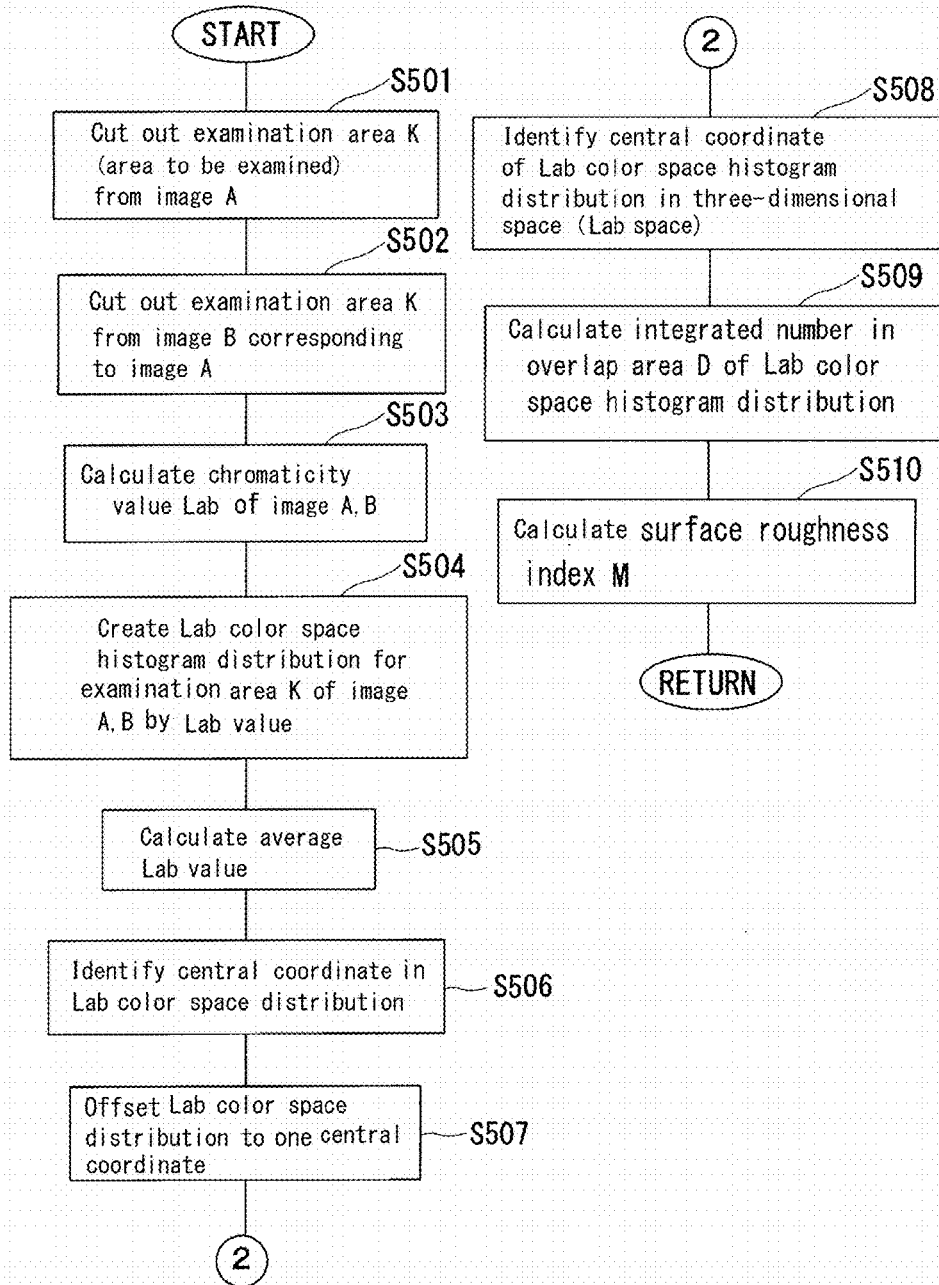 START
S501
Cut out examination area K
(area to be examined)
from image A
S502
Cut out examination area K
from image B corresponding
to image A
S503
Calculate chromaticity
value Lab of image A,B
S504
Create Lab color space
histogram distribution for
examination area K of image
A,B by Lab value
Calculate average
Lab value
S505
Identify central coordinate in
Lab color space distribution
S506
Offset Lab color space
distribution to one central
coordinate
S507
2
2
S508
Identify central coordinate
of Lab color space histogram
distribution in three-dimensional
space (Lab space)
S509
Calculate integrated number in
overlap area D of Lab color
space histogram distribution
S510
Calculate surface roughness
index M
RETURN